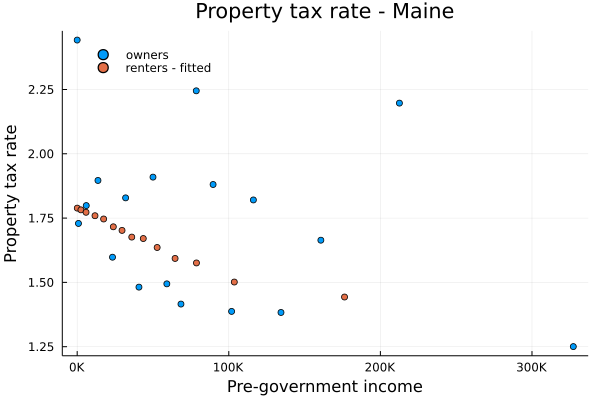 Property tax rate - Maine
owners
renters - fitted
Property tax rate
2.25
2.00
1.75
1.50
1.25
0K
100K
200K
300K
Pre-government income